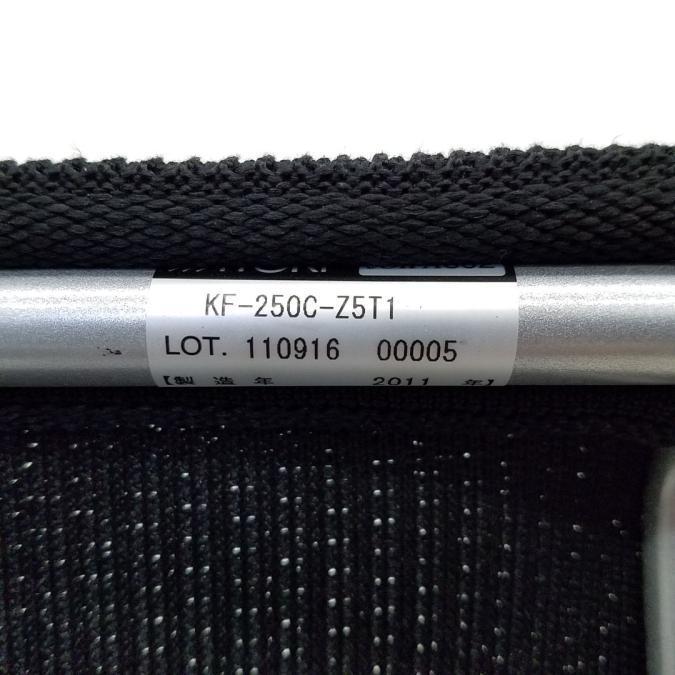 KF-250C-Z5T1
LOT. 110916 00005
【製 造 年 2011 年】